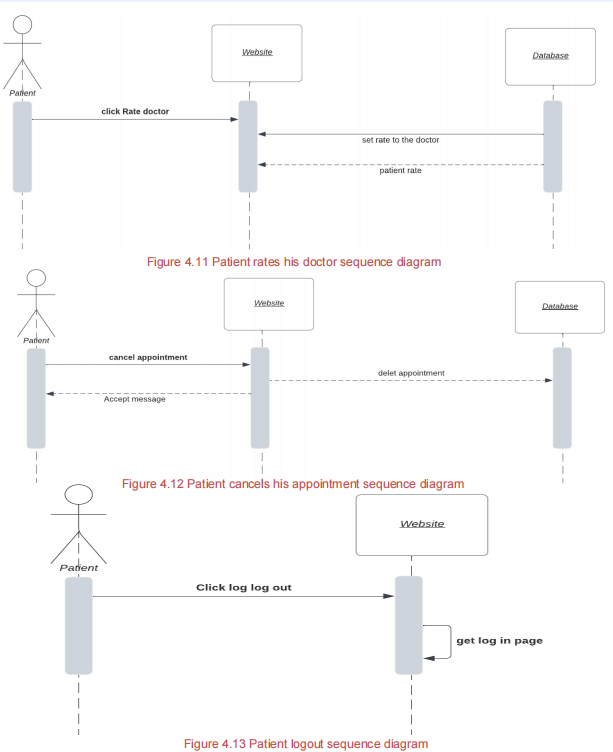 Website
Database
Patient
click Rate doctor
set rate to the doctor
patient rate
Figure 4.11 Patient rates his doctor sequence diagram
Website
Database
Patient
cancel appointment
delet appointment
Accept message
Figure 4.12 Patient cancels his appointment sequence diagram
Website
Patient
Click log log out
get log in page
Figure 4.13 Patient logout sequence diagram